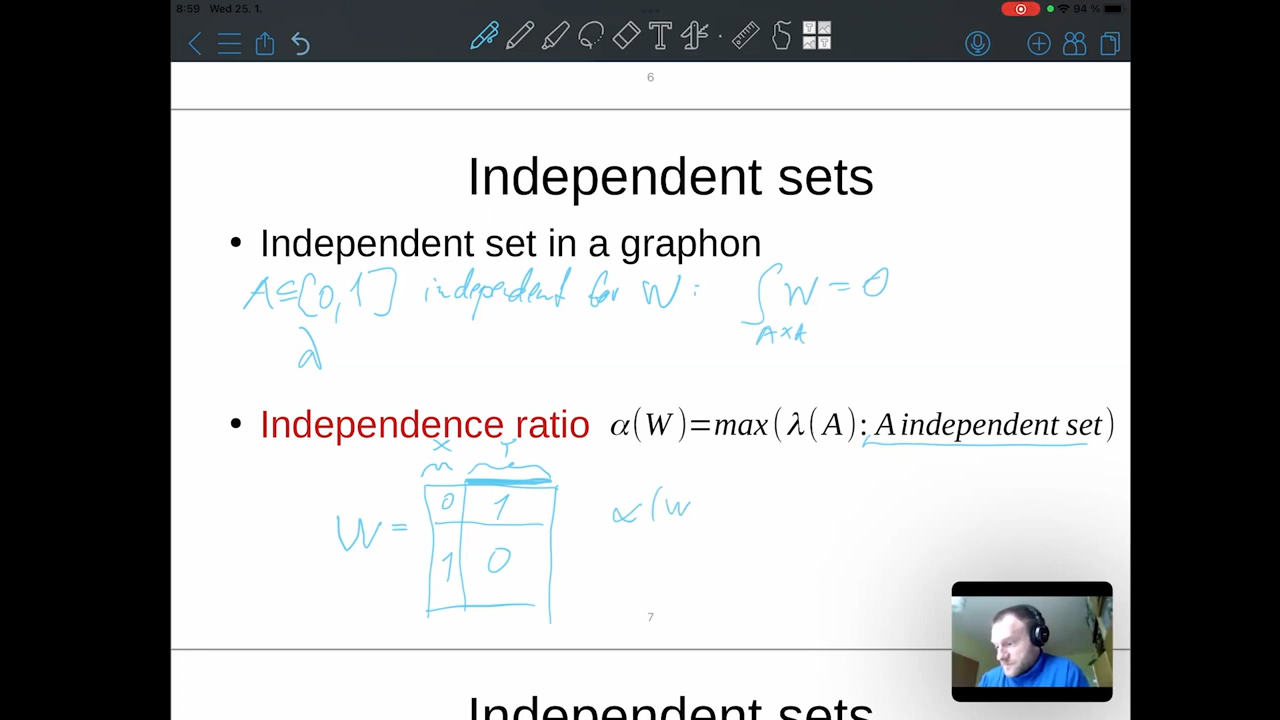 8:59 Wed 25. 1.
94 %
6
Independent sets
• Independent set in a graphon
A⊆[0,1] independent for W: ∫_{A×A} W = 0
λ
• Independence ratio α(W)=max(λ(A): A independent set)
X Y
W = 0 1
1 0
α(W
7
Independent sets